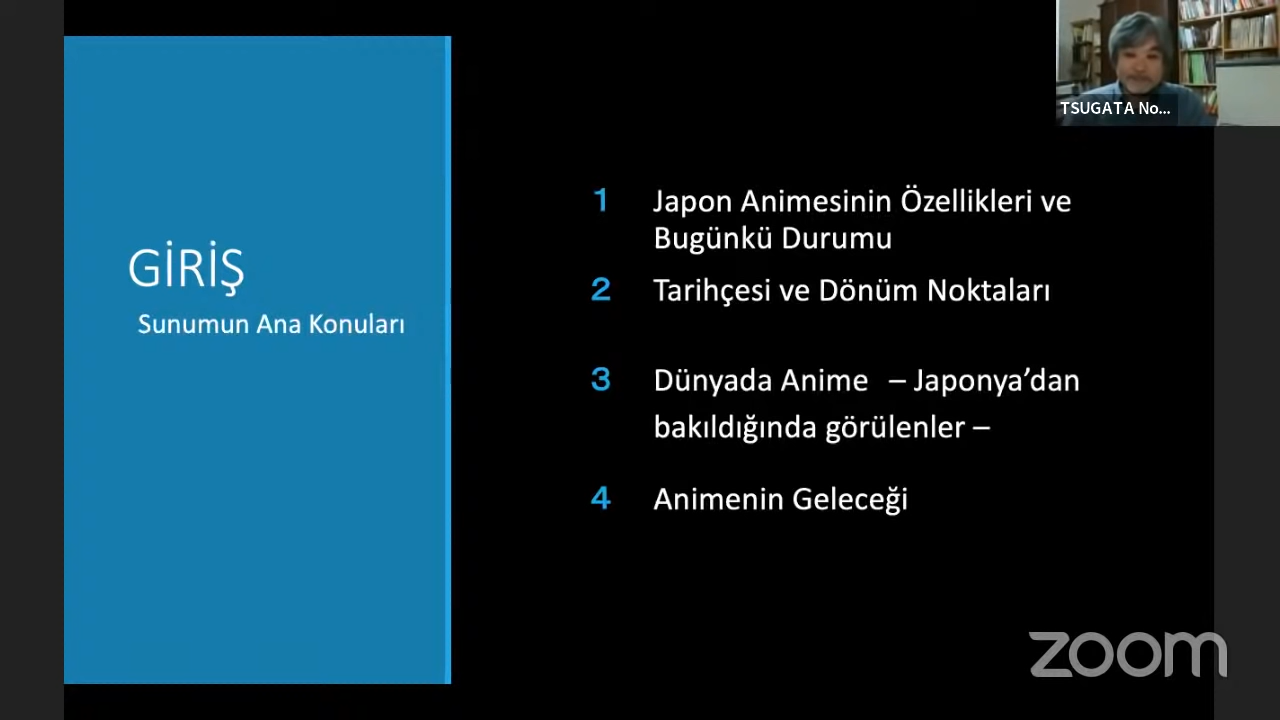 TSUGATA No...
GİRİŞ
Sunumun Ana Konuları
1 Japon Animesinin Özellikleri ve
Bugünkü Durumu
2 Tarihçesi ve Dönüm Noktaları
3 Dünyada Anime – Japonya’dan
bakıldığında görülenler –
4 Animenin Geleceği
zoom